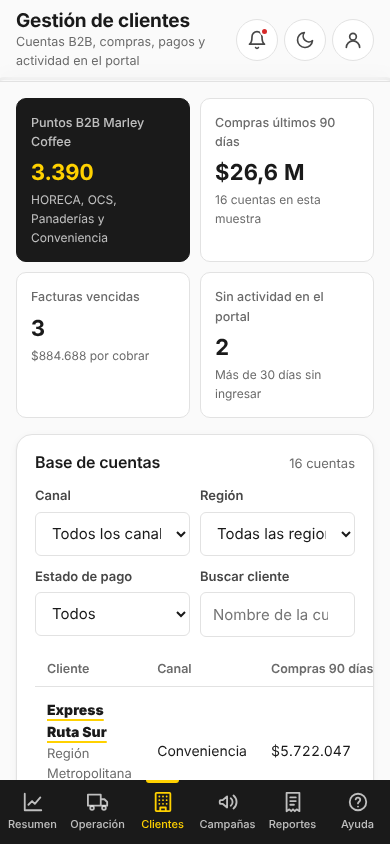 Gestión de clientes
Cuentas B2B, compras, pagos y
actividad en el portal
Puntos B2B Marley
Coffee
3.390
HORECA, OCS,
Panaderías y
Conveniencia
Compras últimos 90
días
$26,6 M
16 cuentas en esta
muestra
Facturas vencidas
3
$884.688 por cobrar
Sin actividad en el
portal
2
Más de 30 días sin
ingresar
Base de cuentas
16 cuentas
Canal
Región
Todos los canal
Todas las region
Estado de pago
Buscar cliente
Todos
Nombre de la cu
Cliente
Canal
Compras 90 días
Express
Ruta Sur
Región
Metropolitana
Conveniencia
$5.722.047
Resumen
Operación
Clientes
Campañas
Reportes
Ayuda